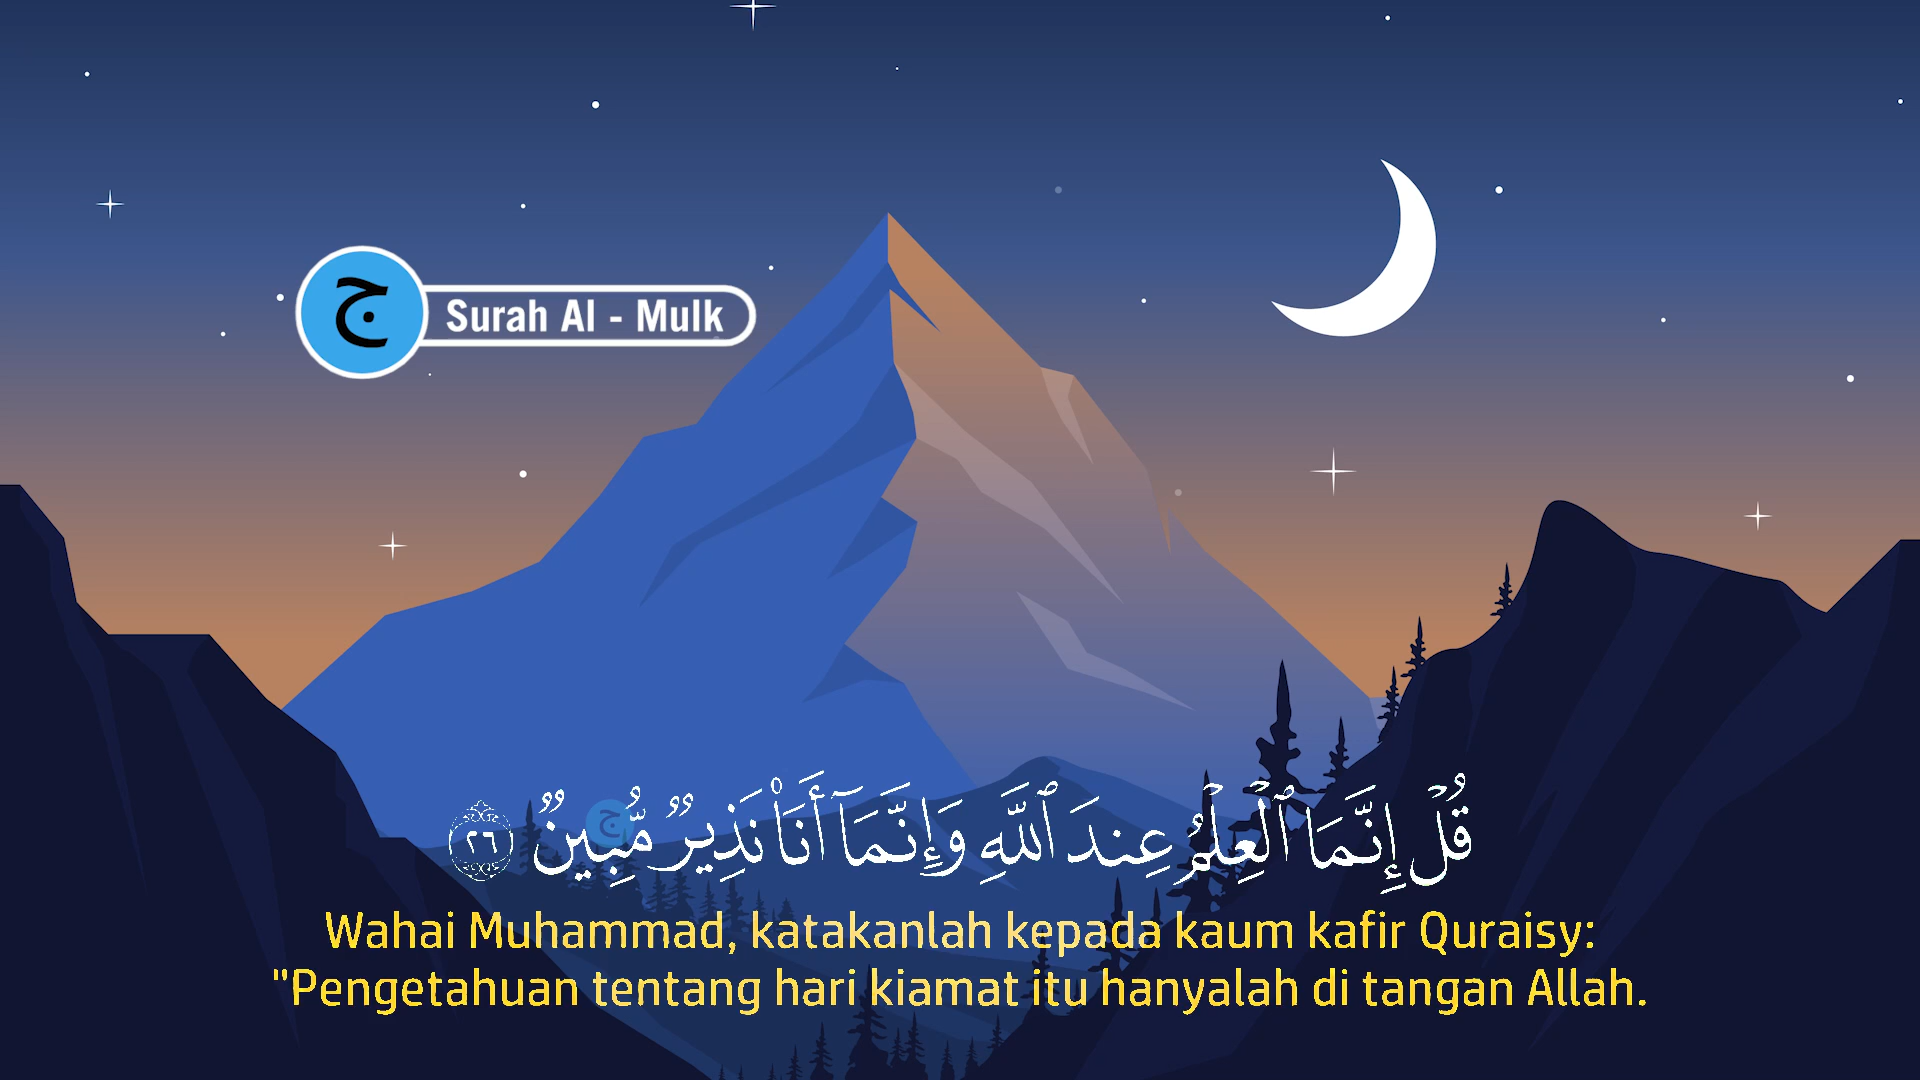 ج
Surah Al - Mulk
قُلْ إِنَّمَا ٱلْعِلْمُ عِندَ ٱللَّهِ وَإِنَّمَآ أَنَا۠ نَذِيرٌ مُّبِينٌ ٢٦
ج
Wahai Muhammad, katakanlah kepada kaum kafir Quraisy:
"Pengetahuan tentang hari kiamat itu hanyalah di tangan Allah.